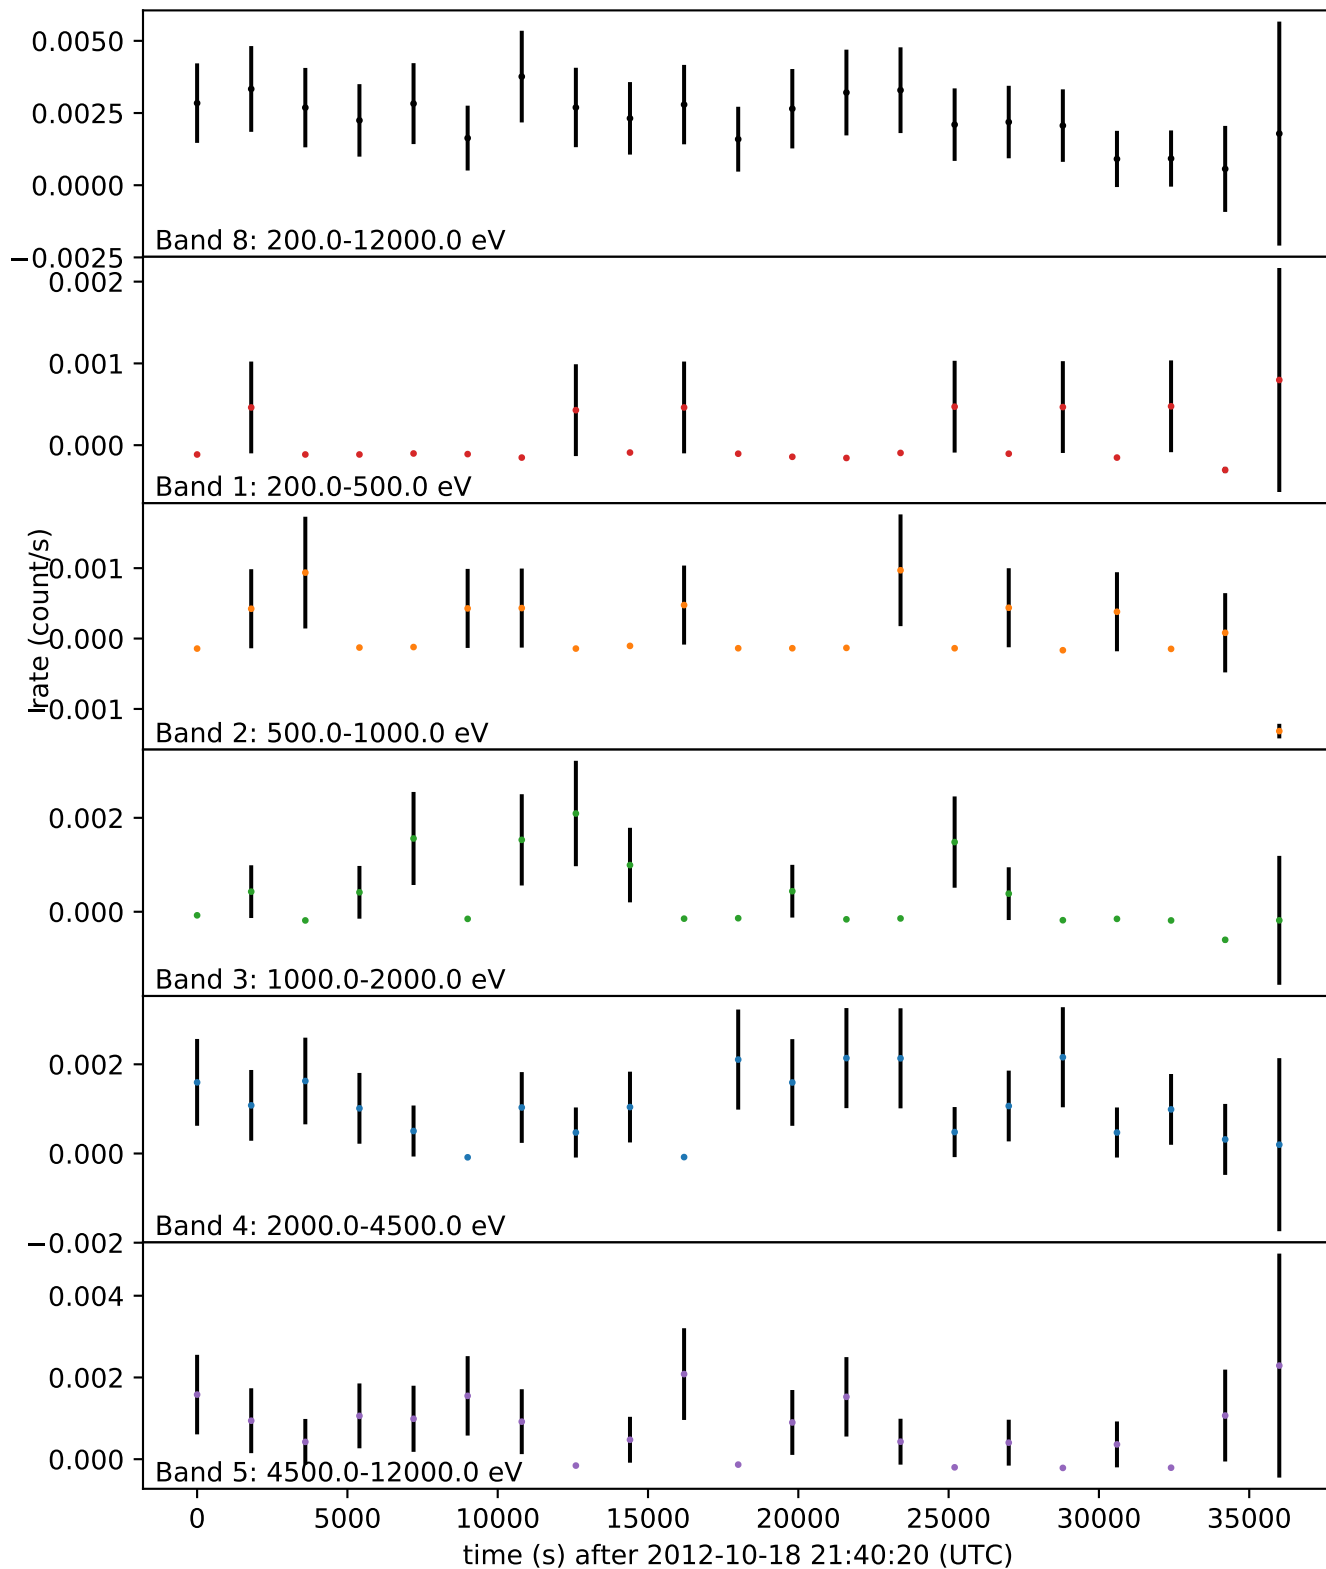 0.0050
0.0025
0.0000
−0.0025
Band 8: 200.0-12000.0 eV
0.002
0.001
0.000
Band 1: 200.0-500.0 eV
rate (count/s)
0.001
0.000
−0.001
Band 2: 500.0-1000.0 eV
0.002
0.000
Band 3: 1000.0-2000.0 eV
0.002
0.000
−0.002
Band 4: 2000.0-4500.0 eV
0.004
0.002
0.000
Band 5: 4500.0-12000.0 eV
0 5000 10000 15000 20000 25000 30000 35000
time (s) after 2012-10-18 21:40:20 (UTC)